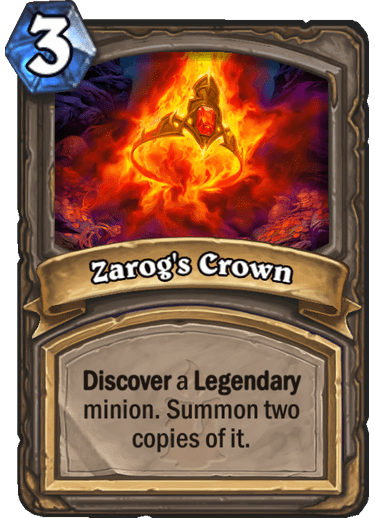 3
Zarog's Crown
Discover a Legendary
minion. Summon two
copies of it.